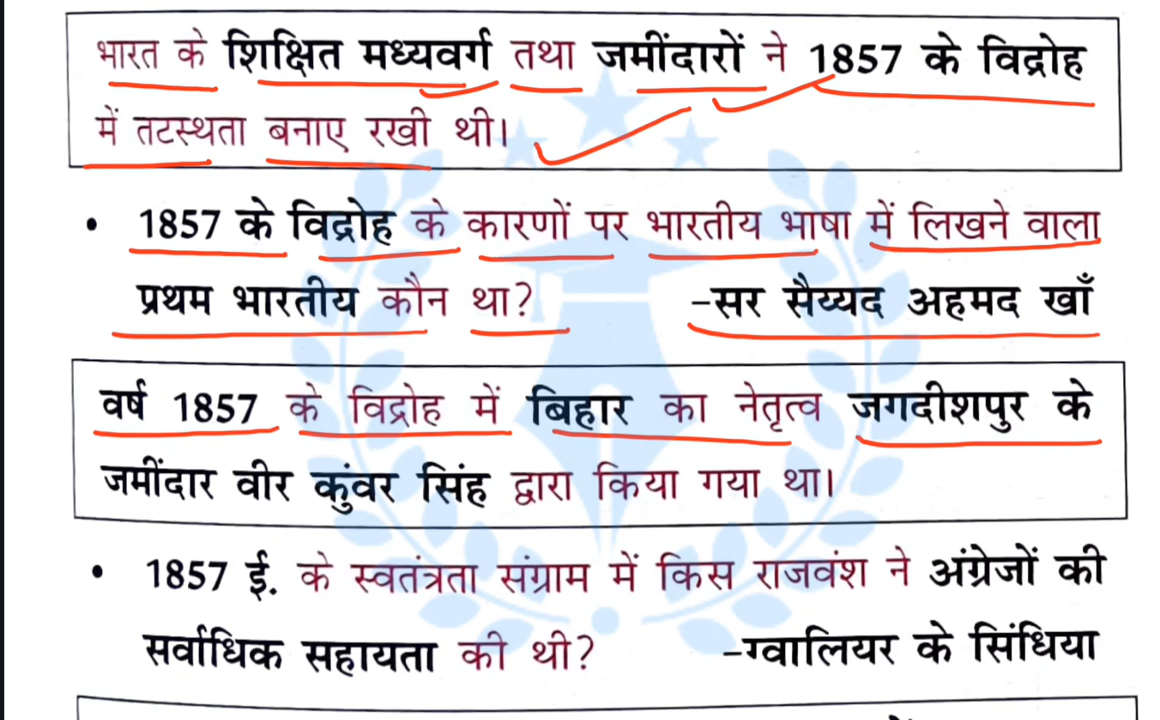 भारत के शिक्षित मध्यवर्ग तथा जमींदारों ने 1857 के विद्रोह
में तटस्थता बनाए रखी थी।
• 1857 के विद्रोह के कारणों पर भारतीय भाषा में लिखने वाला
प्रथम भारतीय कौन था? –सर सैय्यद अहमद खाँ
वर्ष 1857 के विद्रोह में बिहार का नेतृत्व जगदीशपुर के
जमींदार वीर कुंवर सिंह द्वारा किया गया था।
• 1857 ई. के स्वतंत्रता संग्राम में किस राजवंश ने अंग्रेजों की
सर्वाधिक सहायता की थी? –ग्वालियर के सिंधिया